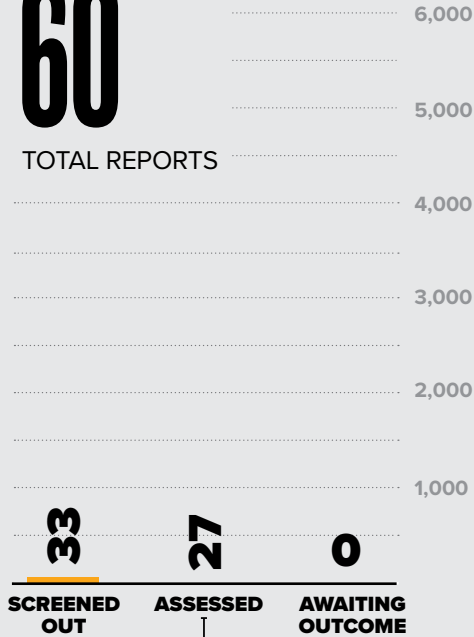 60
TOTAL REPORTS
6,000
5,000
4,000
3,000
2,000
1,000
33
27
0
SCREENED
OUT
ASSESSED
AWAITING
OUTCOME